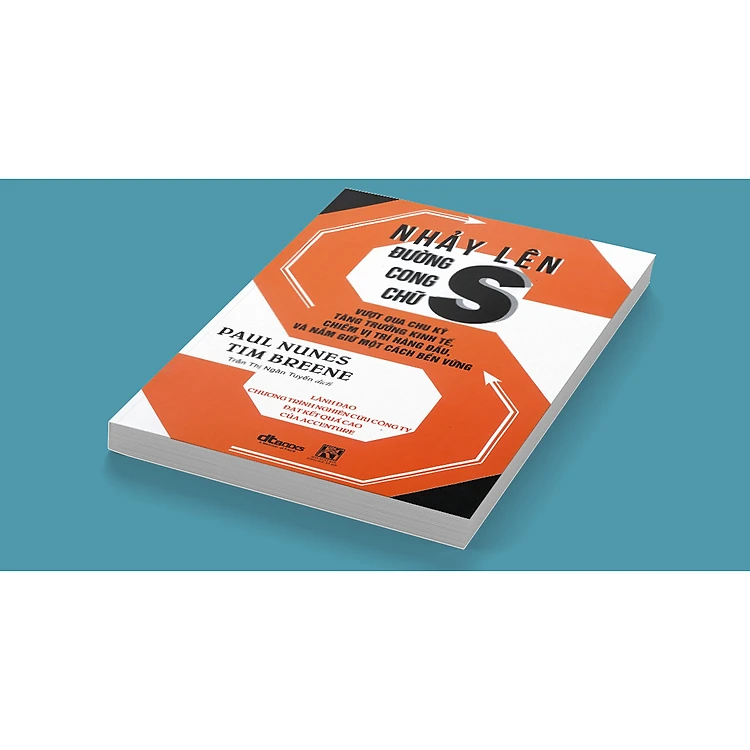 NHẢY LÊN
ĐƯỜNG
CONG
CHỮ
S
VƯỢT QUA CHU KỲ
TĂNG TRƯỞNG KINH TẾ,
CHIẾM VỊ TRÍ HÀNG ĐẦU,
VÀ NẮM GIỮ MỘT CÁCH BỀN VỮNG
PAUL NUNES
TIM BREENE
Trần Thị Ngân Tuyến dịch
LÃNH ĐẠO
CHƯƠNG TRÌNH NGHIÊN CỨU CÔNG TY
ĐẠT KẾT QUẢ CAO
CỦA ACCENTURE
dtBOOKS